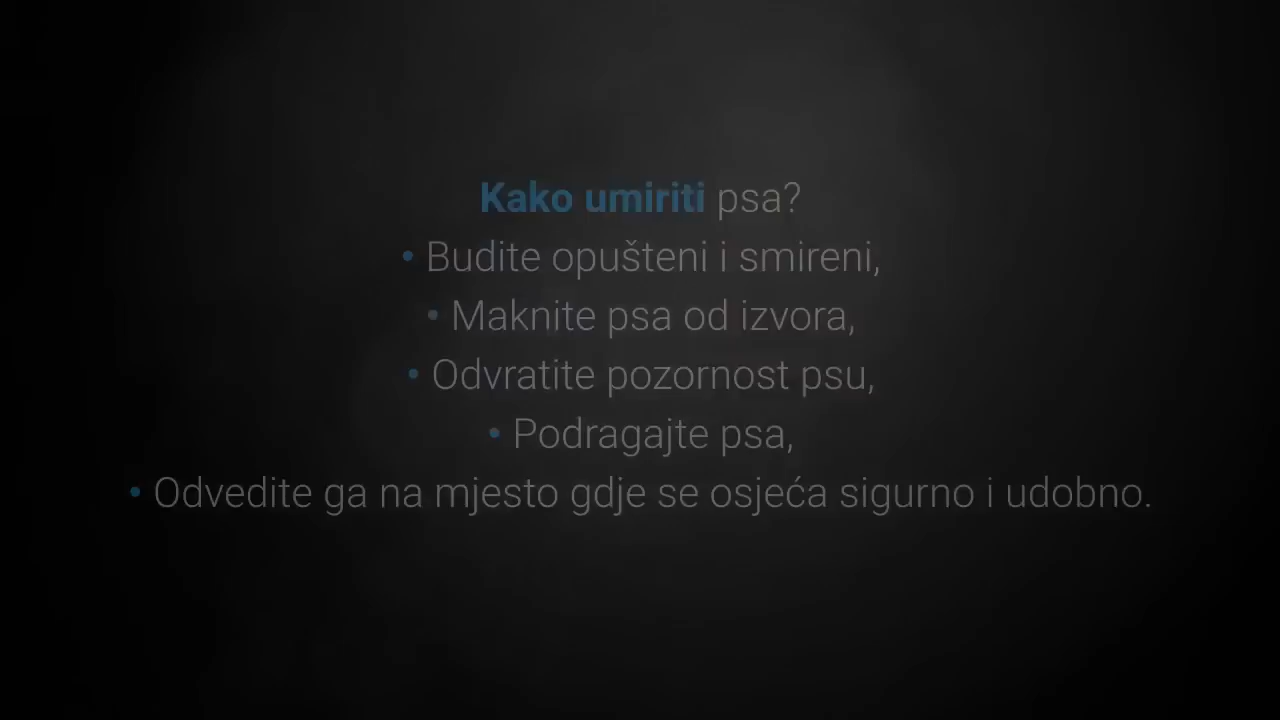 Kako umiriti psa?
• Budite opušteni i smireni,
• Maknite psa od izvora,
• Odvratite pozornost psu,
• Podragajte psa,
• Odvedite ga na mjesto gdje se osjeća sigurno i udobno.